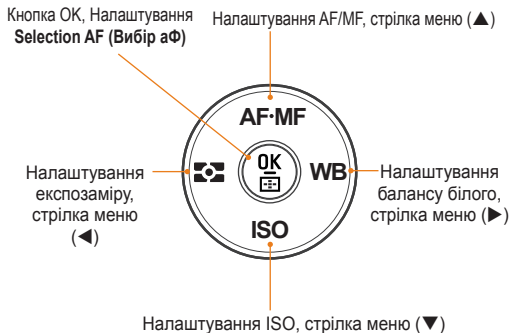 Кнопка OK, Налаштування
Selection AF (Вибір аФ)
Налаштування AF/MF, стрілка меню (▲)
AF·MF
OK
WB
ISO
Налаштування
експозаміру,
стрілка меню
(◀)
Налаштування
балансу білого,
стрілка меню (▶)
Налаштування ISO, стрілка меню (▼)